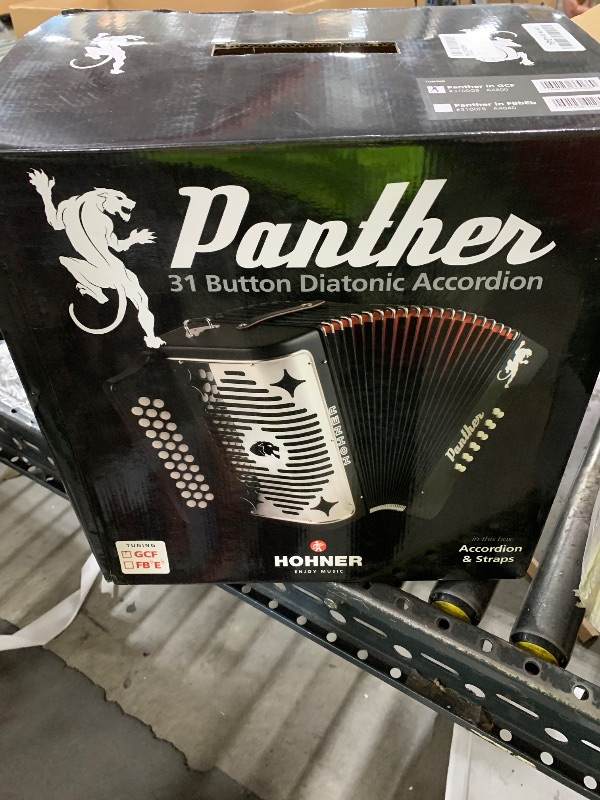 Panther in GCF
Panther in FBbEb
Panther
31 Button Diatonic Accordion
HOHNER
Panther
TUNING
GCF
FB♭E♭
HOHNER
ENJOY MUSIC
in this box:
Accordion
& Straps